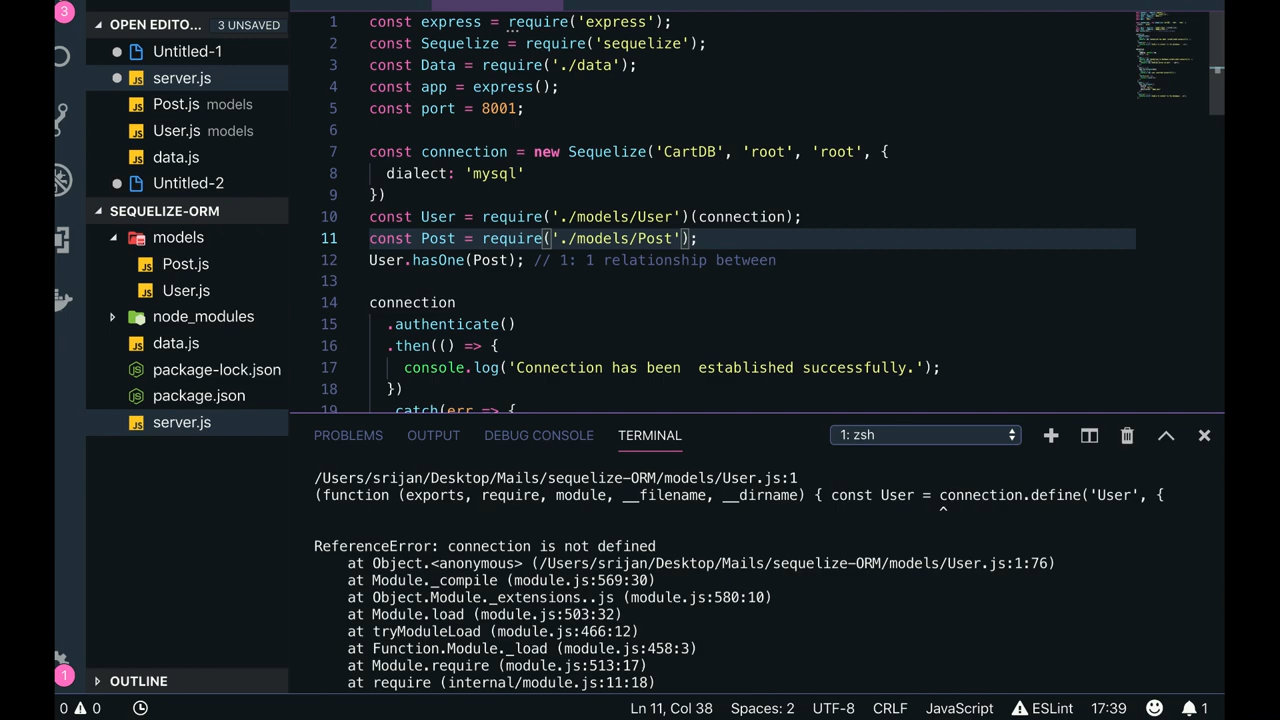 3
OPEN EDITO... 3 UNSAVED
Untitled-1
server.js
Post.js models
User.js models
data.js
Untitled-2
SEQUELIZE-ORM
models
Post.js
User.js
node_modules
data.js
package-lock.json
package.json
server.js
OUTLINE
1
1 const express = require('express');
2 const Sequelize = require('sequelize');
3 const Data = require('./data');
4 const app = express();
5 const port = 8001;
6
7 const connection = new Sequelize('CartDB', 'root', 'root', {
8 dialect: 'mysql'
9 })
10 const User = require('./models/User')(connection);
11 const Post = require('./models/Post');
12 User.hasOne(Post); // 1: 1 relationship between
13
14 connection
15 .authenticate()
16 .then(() => {
17 console.log('Connection has been  established successfully.');
18 })
19 .catch(err => {
PROBLEMS OUTPUT DEBUG CONSOLE TERMINAL 1: zsh
/Users/srijan/Desktop/Mails/sequelize-ORM/models/User.js:1
(function (exports, require, module, __filename, __dirname) { const User = connection.define('User', {
^
ReferenceError: connection is not defined
at Object.<anonymous> (/Users/srijan/Desktop/Mails/sequelize-ORM/models/User.js:1:76)
at Module._compile (module.js:569:30)
at Object.Module._extensions..js (module.js:580:10)
at Module.load (module.js:503:32)
at tryModuleLoad (module.js:466:12)
at Function.Module._load (module.js:458:3)
at Module.require (module.js:513:17)
at require (internal/module.js:11:18)
0 0 Ln 11, Col 38 Spaces: 2 UTF-8 CRLF JavaScript ESLint 17:39 1